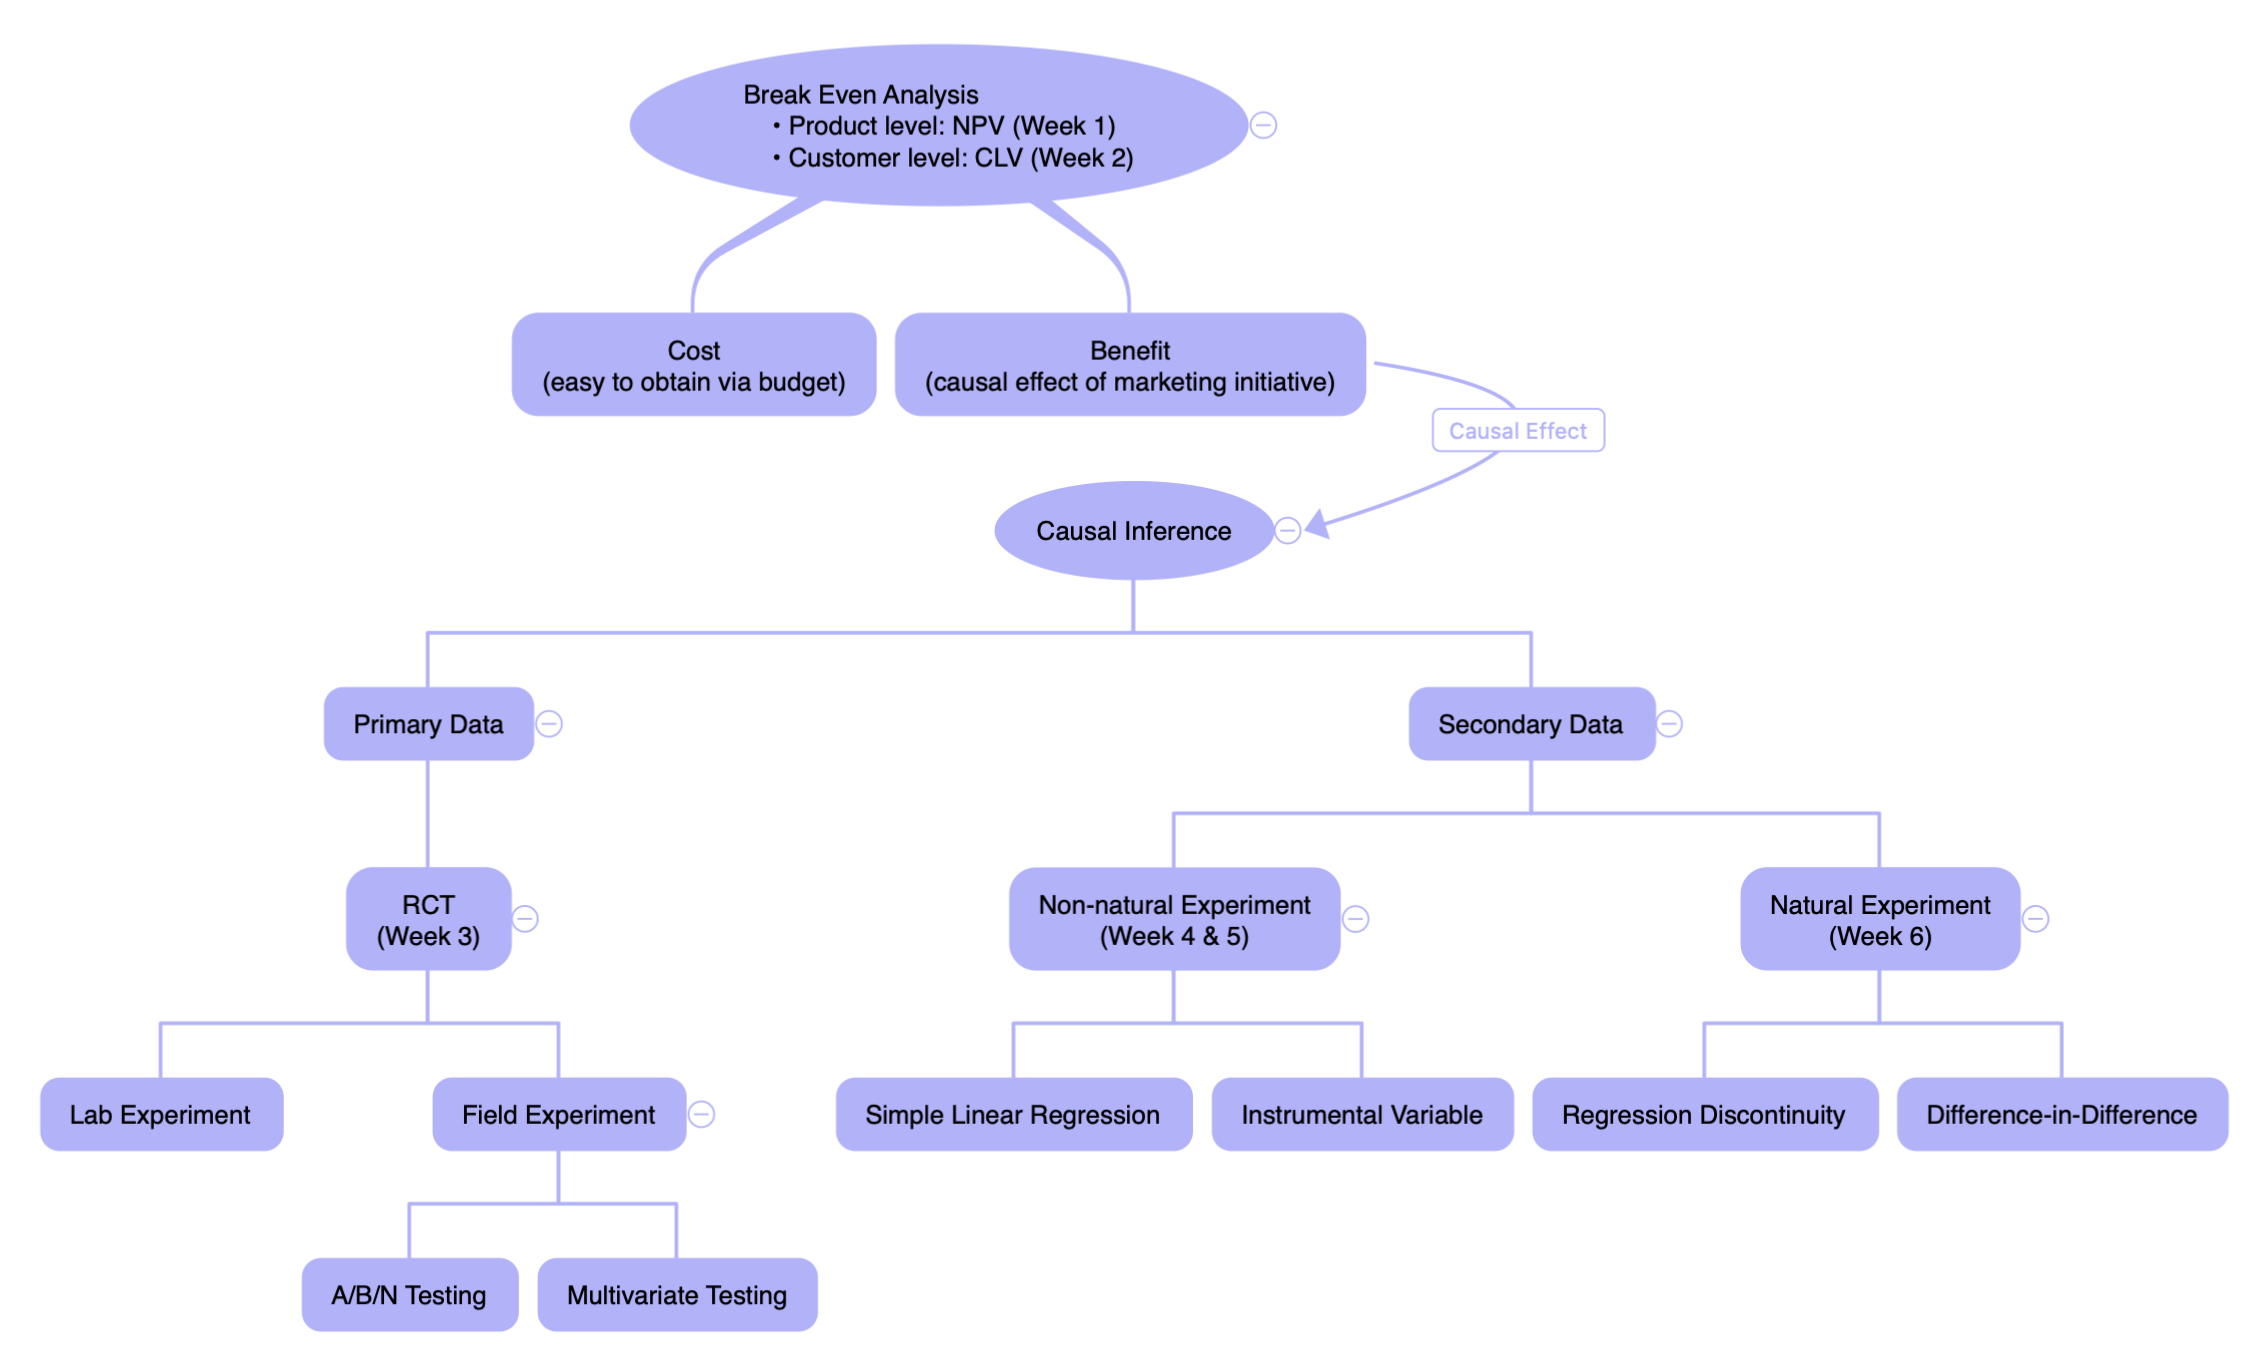 Break Even Analysis
• Product level: NPV (Week 1)
• Customer level: CLV (Week 2)
Cost
(easy to obtain via budget)
Benefit
(causal effect of marketing initiative)
Causal Effect
Causal Inference
Primary Data
Secondary Data
RCT
(Week 3)
Non-natural Experiment
(Week 4 & 5)
Natural Experiment
(Week 6)
Lab Experiment
Field Experiment
Simple Linear Regression
Instrumental Variable
Regression Discontinuity
Difference-in-Difference
A/B/N Testing
Multivariate Testing